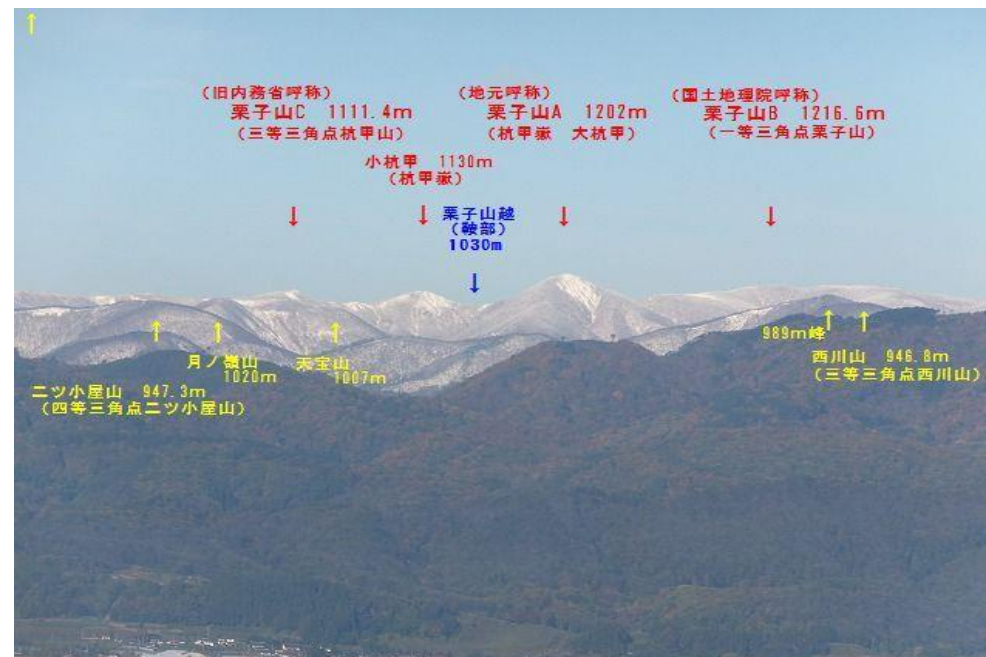 ↑
(旧内務省呼称)
栗子山C 1111.4m
(三等三角点杭甲山)
(地元呼称)
栗子山A 1202m
(杭甲嶽 大杭甲)
(国土地理院呼称)
栗子山B 1216.6m
(一等三角点栗子山)
小杭甲 1130m
(杭甲嶽)
↓ ↓ ↓ ↓
栗子山越
(鞍部)
1030m
↓
↑ ↑ ↑ ↑ ↑
二ツ小屋山 947.3m
(四等三角点二ツ小屋山)
月ノ嶺山
1020m
天宝山
1007m
989m峰
西川山 946.8m
(三等三角点西川山)